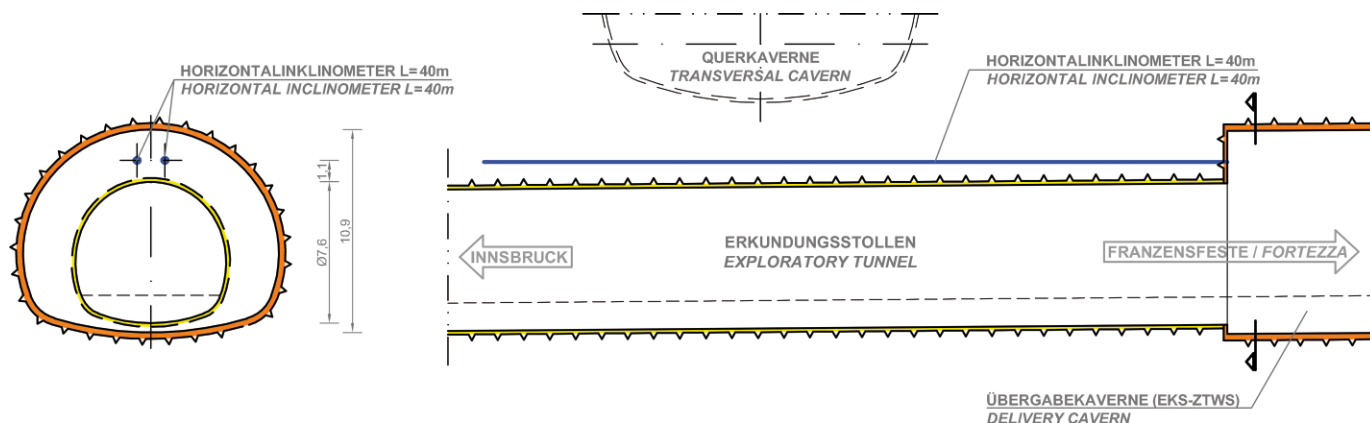 HORIZONTALINKLINOMETER L=40m
HORIZONTAL INCLINOMETER L=40m
1,1
Ø7,6
10,9
QUERKAVERNE
TRANSVERSAL CAVERN
HORIZONTALINKLINOMETER L=40m
HORIZONTAL INCLINOMETER L=40m
INNSBRUCK
ERKUNDUNGSSTOLLEN
EXPLORATORY TUNNEL
FRANZENSFESTE / FORTEZZA
ÜBERGABEKAVERNE (EKS-ZTWS)
DELIVERY CAVERN